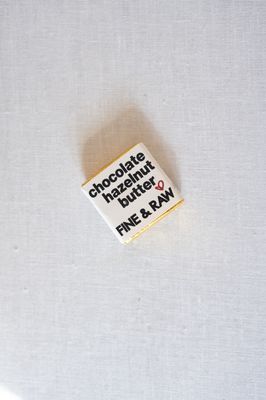 chocolate
hazelnut
butter
FINE & RAW